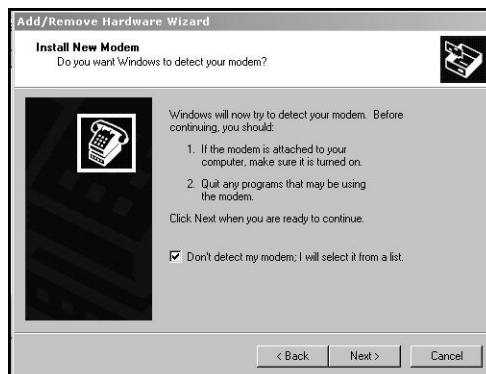 Add/Remove Hardware Wizard
Install New Modem
Do you want Windows to detect your modem?
Windows will now try to detect your modem. Before
continuing, you should:
1. If the modem is attached to your
computer, make sure it is turned on.
2. Quit any programs that may be using
the modem.
Click Next when you are ready to continue.
Don't detect my modem; I will select it from a list.
< Back Next > Cancel